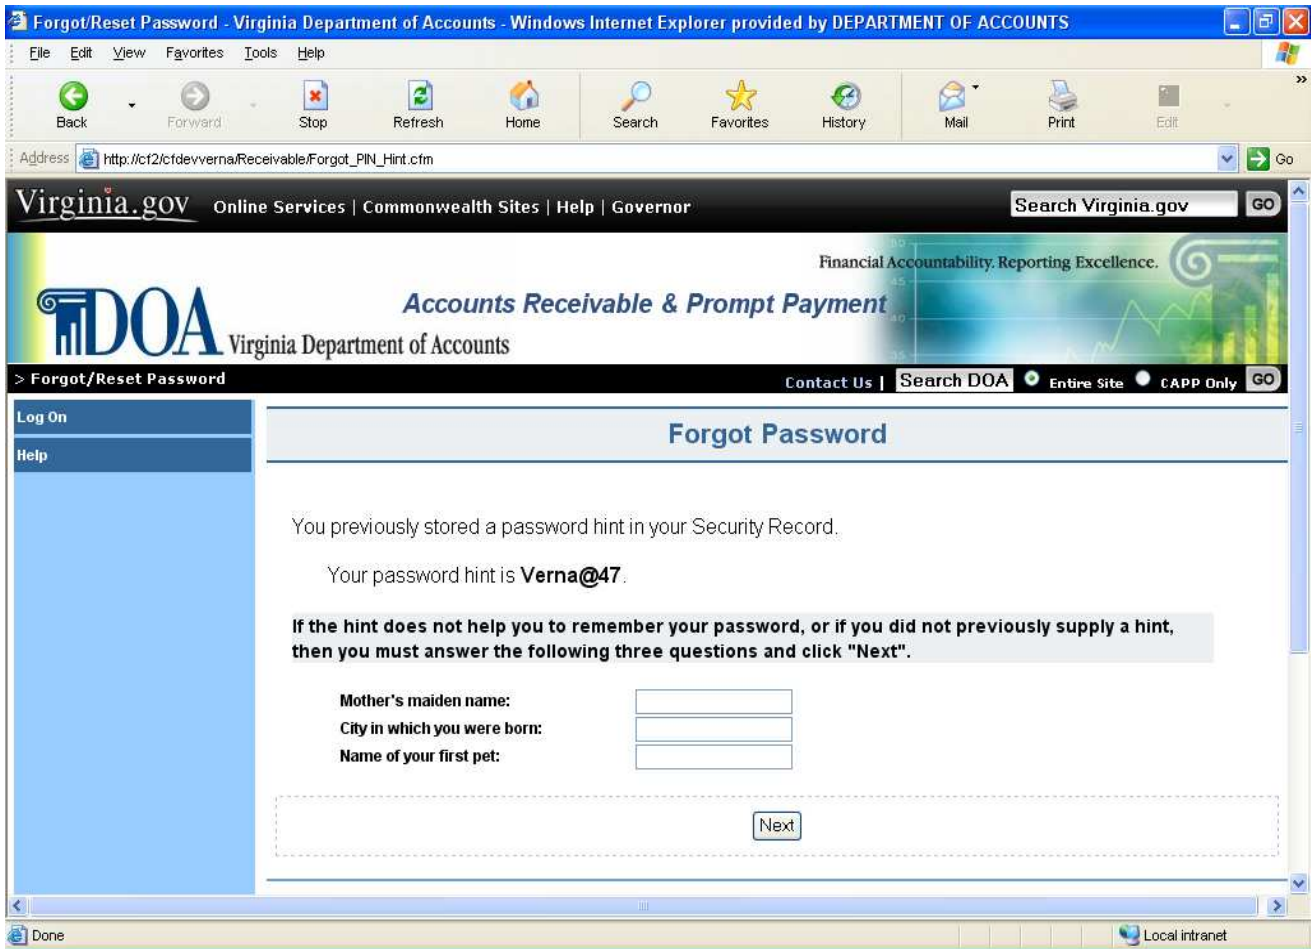 Forgot/Reset Password - Virginia Department of Accounts - Windows Internet Explorer provided by DEPARTMENT OF ACCOUNTS
File Edit View Favorites Tools Help
Back Forward Stop Refresh Home Search Favorites History Mail Print Edit
Address http://cf2/cfdevverna/Receivable/Forgot_PIN_Hint.cfm Go
Virginia.gov Online Services | Commonwealth Sites | Help | Governor Search Virginia.gov GO
Financial Accountability. Reporting Excellence.
Accounts Receivable & Prompt Payment
DOA Virginia Department of Accounts
50
45
40
35
> Forgot/Reset Password Contact Us | Search DOA Entire Site CAPP Only GO
Log On
Help
Forgot Password
You previously stored a password hint in your Security Record.
Your password hint is Verna@47.
If the hint does not help you to remember your password, or if you did not previously supply a hint,
then you must answer the following three questions and click "Next".
Mother's maiden name:
City in which you were born:
Name of your first pet:
Next
Done Local intranet